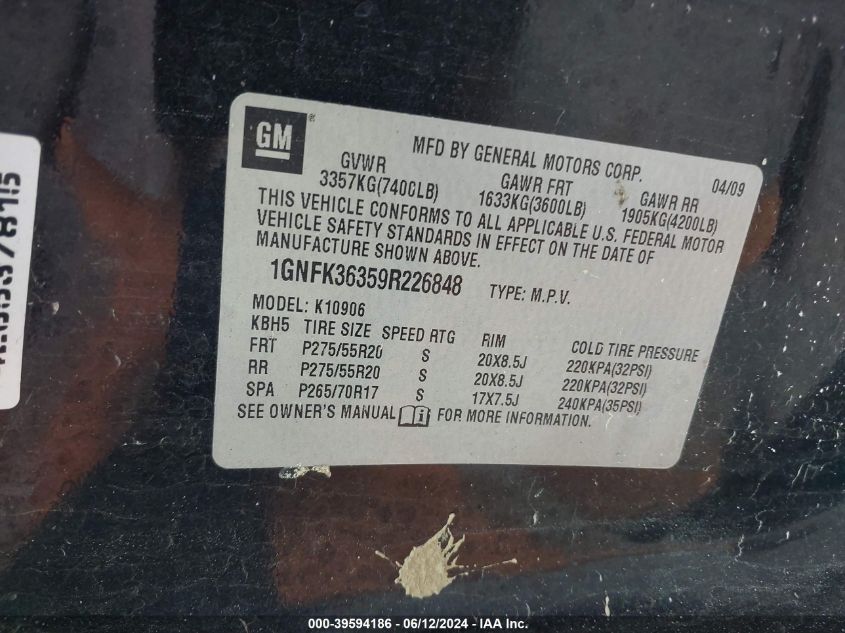 GM®
MFD BY GENERAL MOTORS CORP. 04/09
GVWR GAWR FRT GAWR RR
3357KG(7400LB) 1633KG(3600LB) 1905KG(4200LB)
THIS VEHICLE CONFORMS TO ALL APPLICABLE U.S. FEDERAL MOTOR
VEHICLE SAFETY STANDARDS IN EFFECT ON THE DATE OF
MANUFACTURE SHOWN ABOVE.
1GNFK36359R226848 TYPE: M.P.V.
MODEL: K10906
KBH5 TIRE SIZE SPEED RTG RIM COLD TIRE PRESSURE
FRT P275/55R20 S 20X8.5J 220KPA(32PSI)
RR P275/55R20 S 20X8.5J 220KPA(32PSI)
SPA P265/70R17 S 17X7.5J 240KPA(35PSI)
SEE OWNER'S MANUAL i FOR MORE INFORMATION.
000-39594186 - 06/12/2024 - IAA Inc.